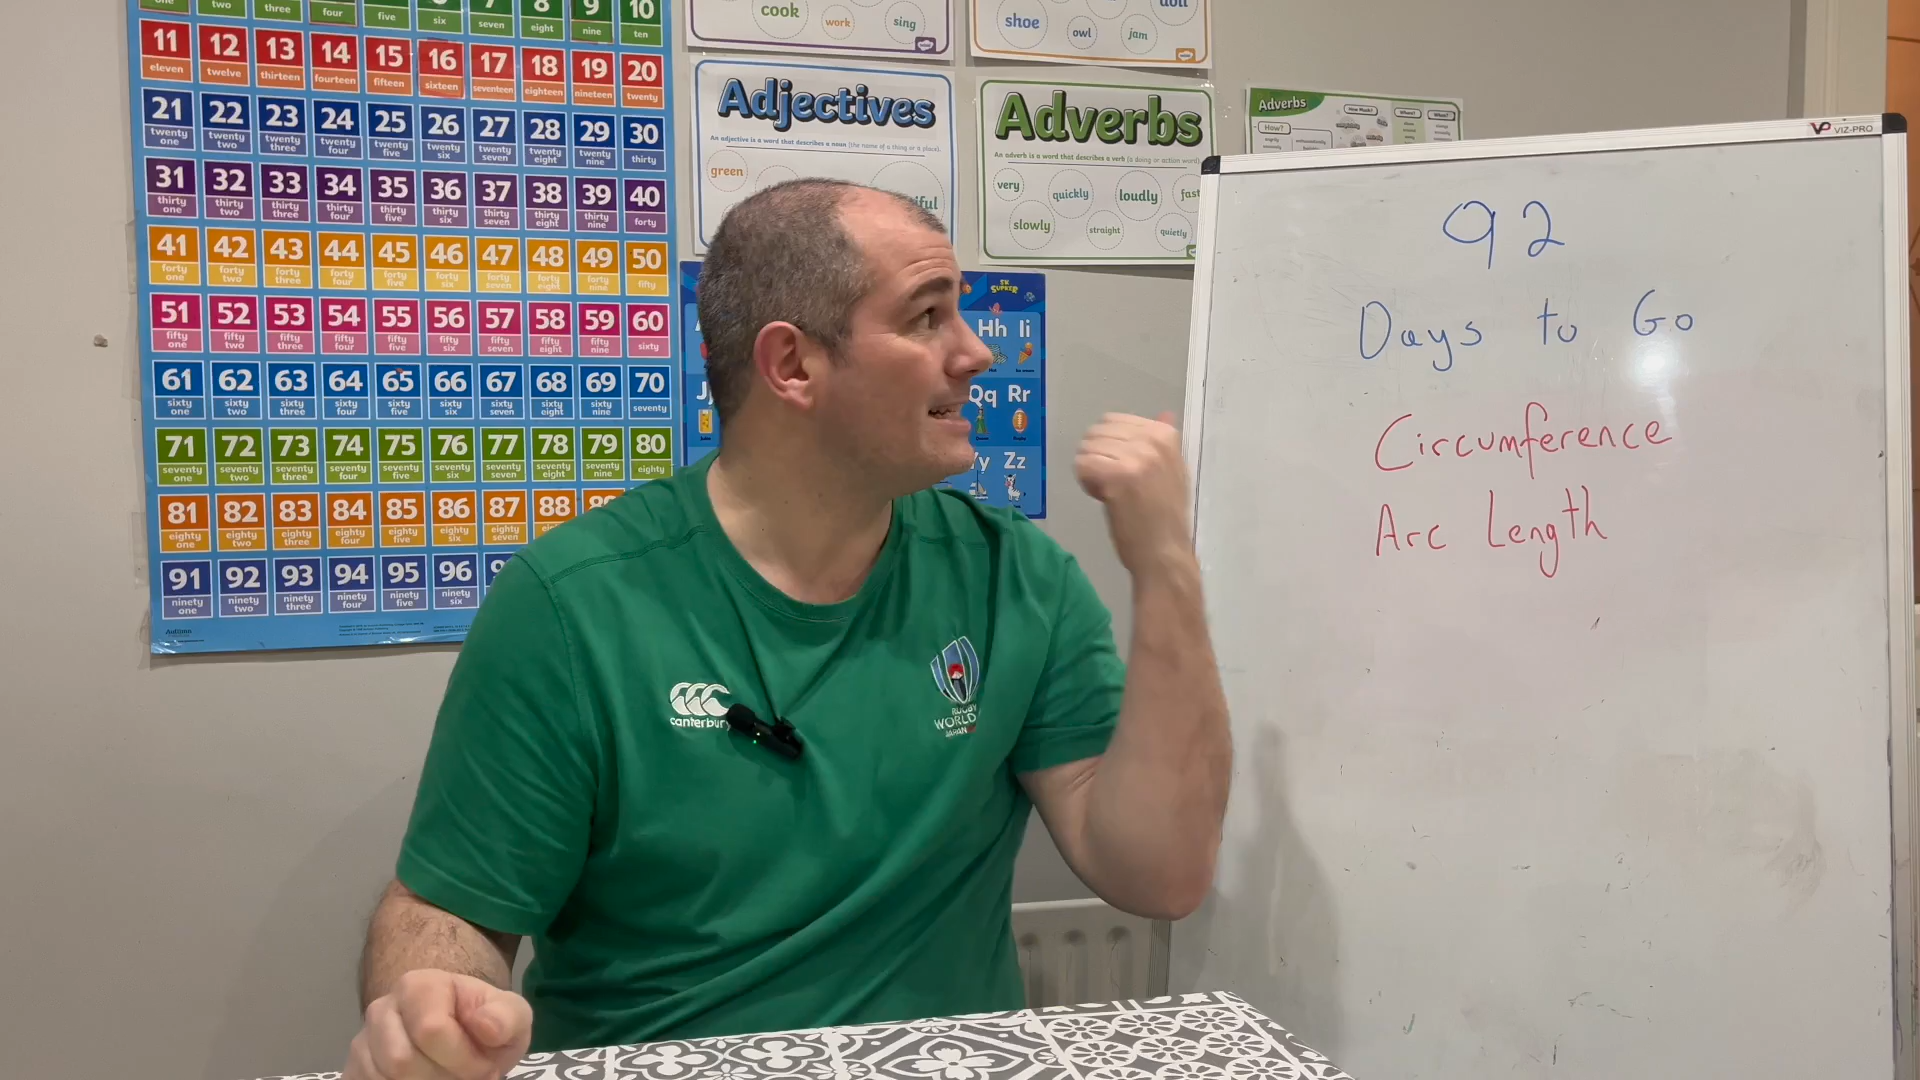 one two three four five six seven 8 eight 9 nine 10 ten
11 12 13 14 15 16 17 18 19 20
eleven twelve thirteen fourteen fifteen sixteen seventeen eighteen nineteen twenty
21 22 23 24 25 26 27 28 29 30
twenty one twenty two twenty three twenty four twenty five twenty six twenty seven twenty eight twenty nine thirty
31 32 33 34 35 36 37 38 39 40
thirty one thirty two thirty three thirty four thirty five thirty six thirty seven thirty eight thirty nine forty
41 42 43 44 45 46 47 48 49 50
forty one forty two forty three forty four forty five forty six forty seven forty eight forty nine fifty
51 52 53 54 55 56 57 58 59 60
fifty one fifty two fifty three fifty four fifty five fifty six fifty seven fifty eight fifty nine sixty
61 62 63 64 65 66 67 68 69 70
sixty one sixty two sixty three sixty four sixty five sixty six sixty seven sixty eight sixty nine seventy
71 72 73 74 75 76 77 78 79 80
seventy one seventy two seventy three seventy four seventy five seventy six seventy seven seventy eight seventy nine eighty
81 82 83 84 85 86 87 88
eighty one eighty two eighty three eighty four eighty five eighty six eighty seven
91 92 93 94 95 96
ninety one ninety two ninety three ninety four ninety five ninety six
cook work sing
shoe owl jam
Adjectives
An adjective is a word that describes a noun (the name of a thing or a place).
green
Adverbs
An adverb is a word that describes a verb (a doing or action word)
very quickly loudly fast
slowly straight quietly
Adverbs
How?
How Much?
When?
Hh Ii
Qq Rr
Zz
canterbury
RUGBY
WORLD
JAPAN
VIZ-PRO
92
Days to Go
Circumference
Arc Length